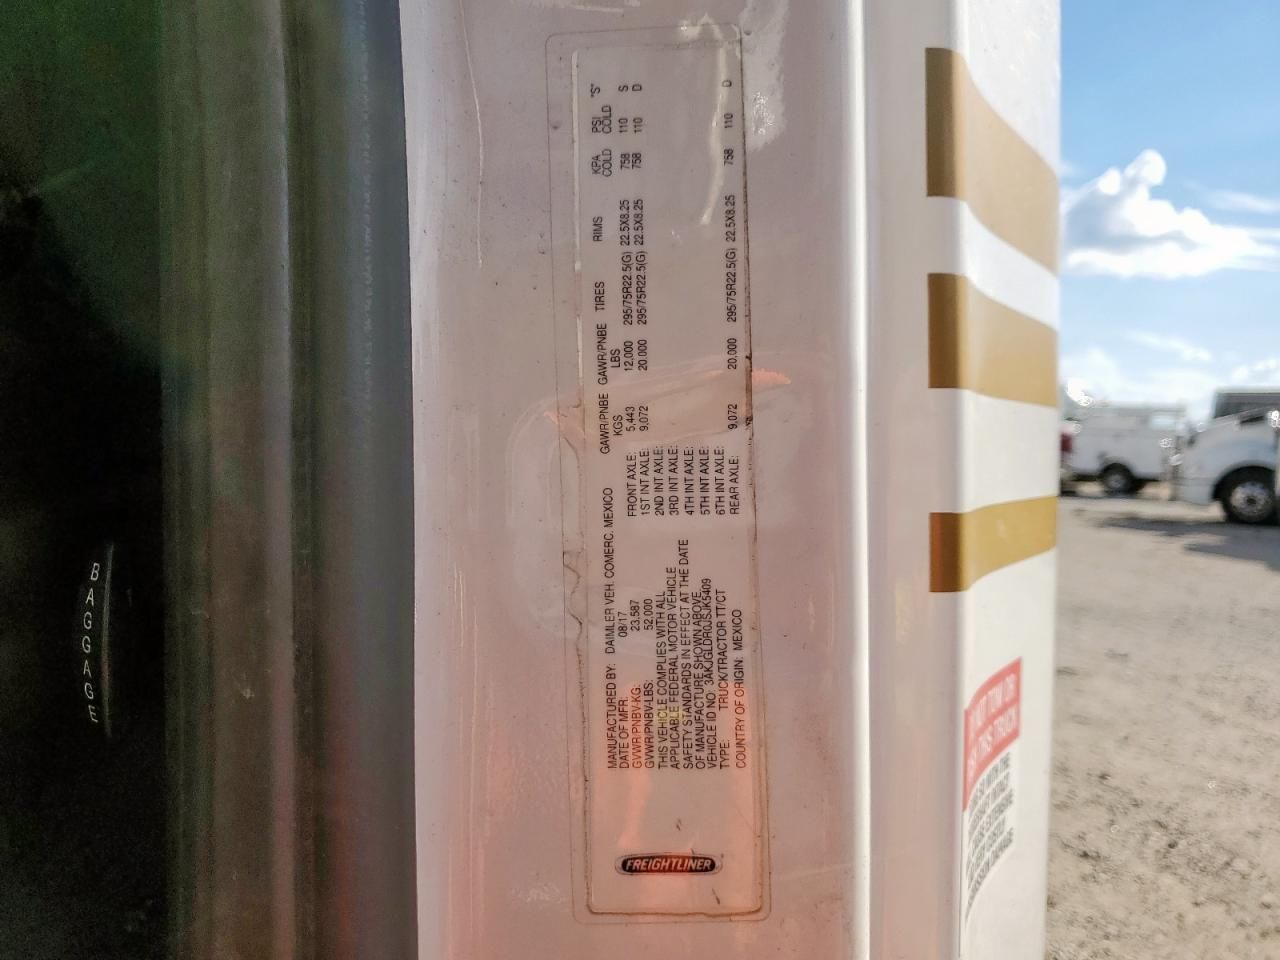 MANUFACTURED BY: DAIMLER VEH. COMERC. MEXICO
DATE OF MFR: 08/17
GVWR/PNBV-KG: 23,587
GVWR/PNBV-LBS: 52,000
THIS VEHICLE COMPLIES WITH ALL
APPLICABLE FEDERAL MOTOR VEHICLE
SAFETY STANDARDS IN EFFECT AT THE DATE
OF MANUFACTURE SHOWN ABOVE
VEHICLE ID NO: 3AKJGLDR0JSJK5409
TYPE: TRUCK/TRACTOR TT/CT
COUNTRY OF ORIGIN: MEXICO
GAWR/PNBE KGS GAWR/PNBE LBS TIRES RIMS KPA COLD PSI COLD "S"
FRONT AXLE: 5,443 12,000 295/75R22.5(G) 22.5X8.25 758 110 S
1ST INT AXLE: 9,072 20,000 295/75R22.5(G) 22.5X8.25 758 110 D
2ND INT AXLE:
3RD INT AXLE:
4TH INT AXLE:
5TH INT AXLE:
6TH INT AXLE:
REAR AXLE: 9,072 20,000 295/75R22.5(G) 22.5X8.25 758 110 D
FREIGHTLINER
BAGGAGE
THIS TRUCK